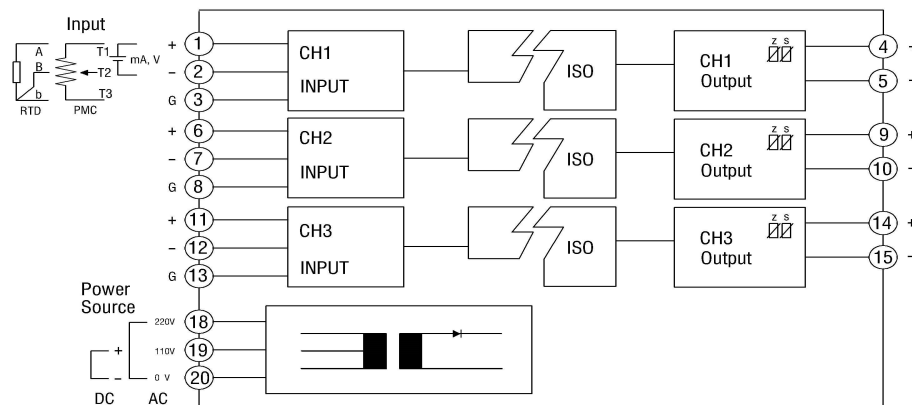 Input
A
B
b
RTD
T1
T2
T3
PMC
mA, V
+ 1
− 2
G 3
CH1
INPUT
ISO
CH1
Output
Z S
4 −
5 −
+ 6
− 7
G 8
CH2
INPUT
ISO
CH2
Output
Z S
9 +
10 −
+ 11
− 12
G 13
CH3
INPUT
ISO
CH3
Output
Z S
14 +
15 −
Power
Source
220V 18
+ 110V 19
− 0 V 20
DC AC